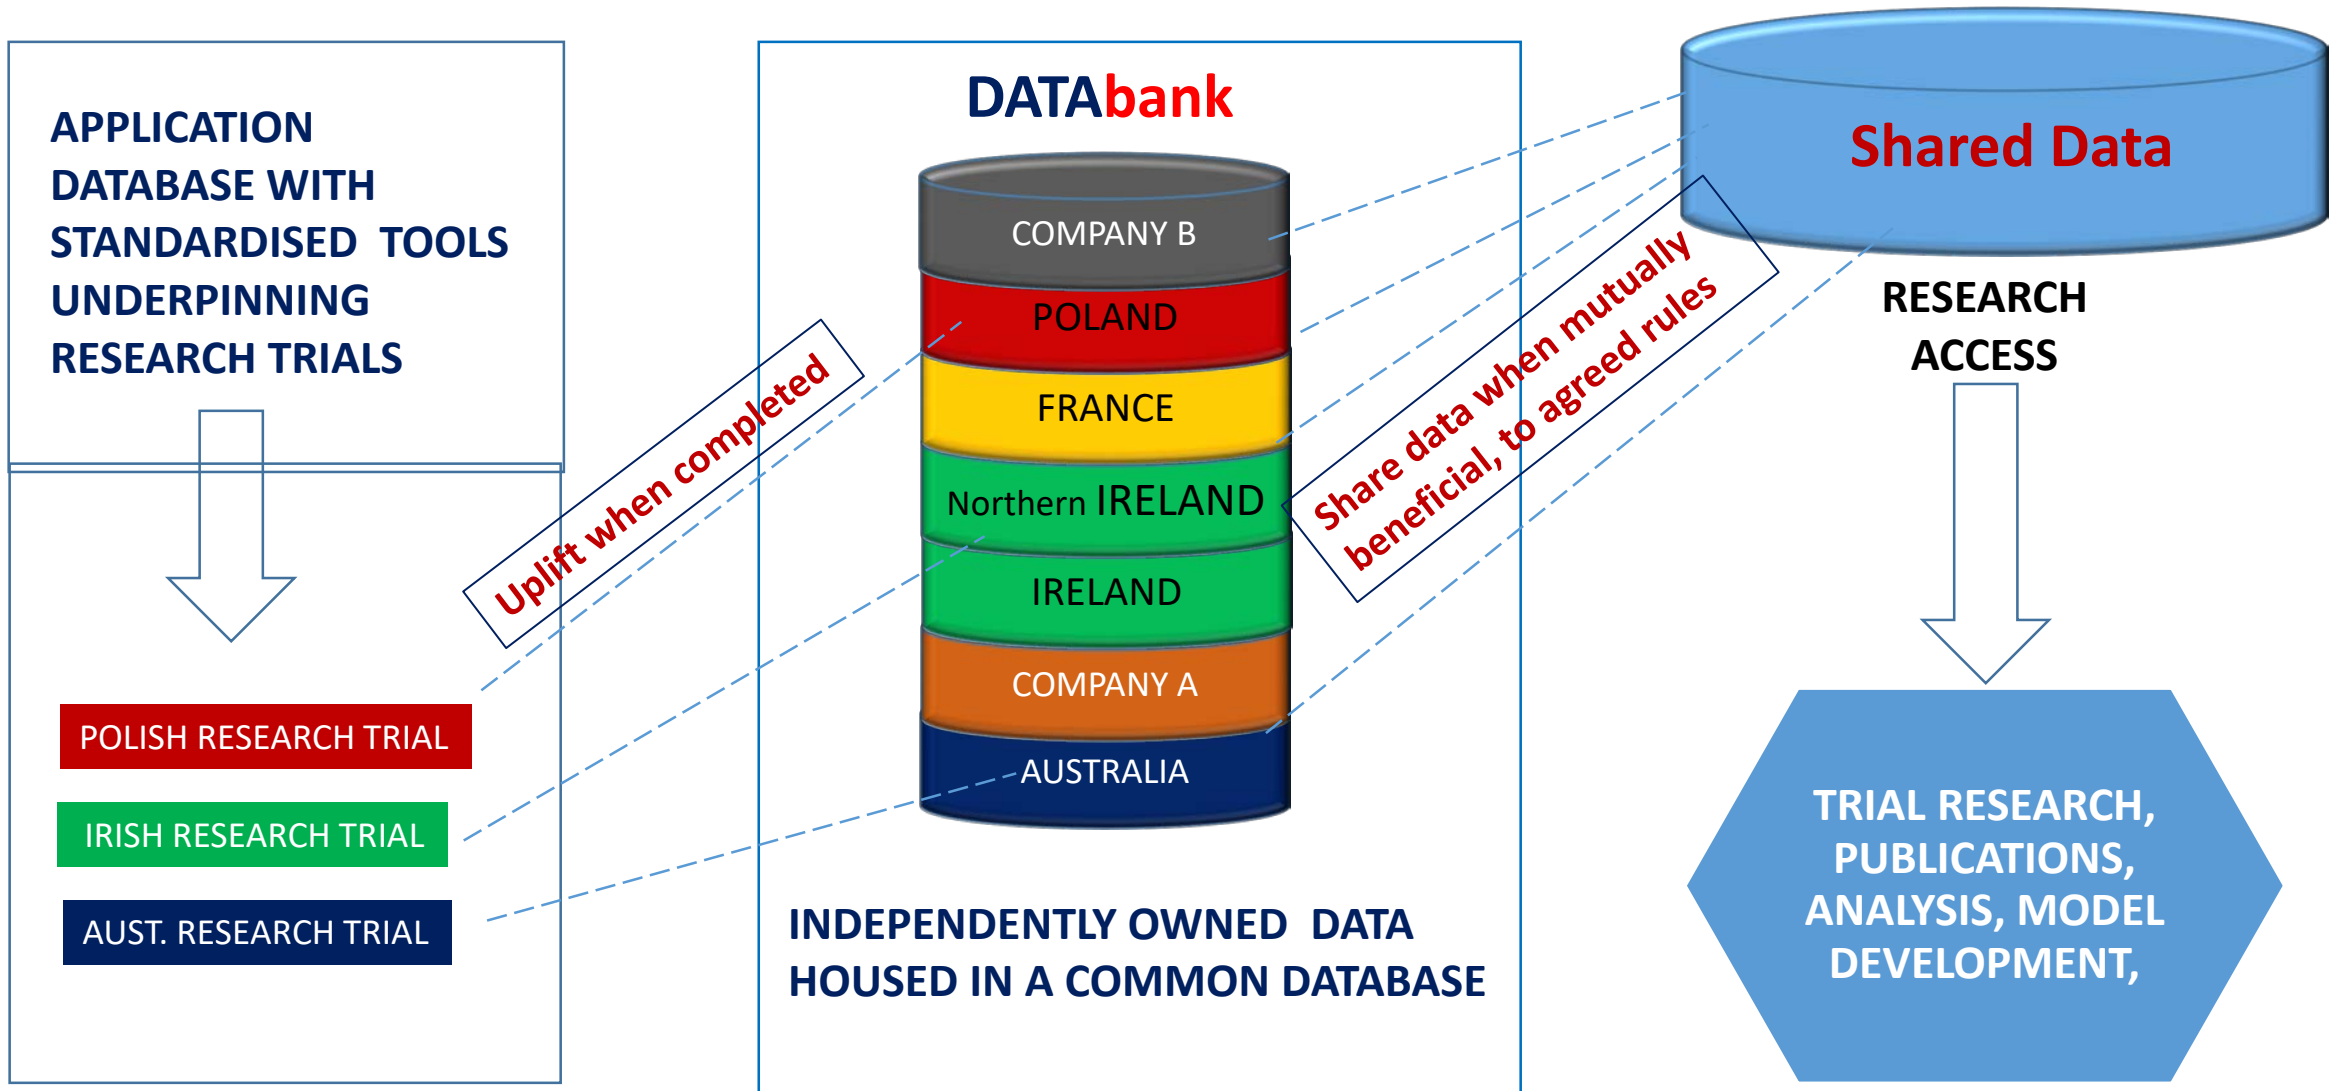 APPLICATION
DATABASE WITH
STANDARDISED TOOLS
UNDERPINNING
RESEARCH TRIALS
POLISH RESEARCH TRIAL
IRISH RESEARCH TRIAL
AUST. RESEARCH TRIAL
Uplift when completed
DATAbank
COMPANY B
POLAND
FRANCE
Northern IRELAND
IRELAND
COMPANY A
AUSTRALIA
INDEPENDENTLY OWNED DATA
HOUSED IN A COMMON DATABASE
Share data when mutually
beneficial, to agreed rules
Shared Data
RESEARCH
ACCESS
TRIAL RESEARCH,
PUBLICATIONS,
ANALYSIS, MODEL
DEVELOPMENT,